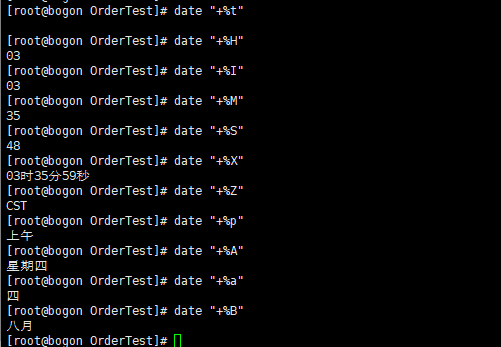 [root@bogon OrderTest]# date "+%t"
[root@bogon OrderTest]# date "+%H"
03
[root@bogon OrderTest]# date "+%I"
03
[root@bogon OrderTest]# date "+%M"
35
[root@bogon OrderTest]# date "+%S"
48
[root@bogon OrderTest]# date "+%X"
03时35分59秒
[root@bogon OrderTest]# date "+%Z"
CST
[root@bogon OrderTest]# date "+%p"
上午
[root@bogon OrderTest]# date "+%A"
星期四
[root@bogon OrderTest]# date "+%a"
四
[root@bogon OrderTest]# date "+%B"
八月
[root@bogon OrderTest]#